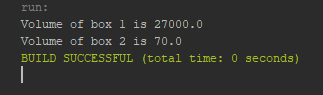 run:
Volume of box 1 is 27000.0
Volume of box 2 is 70.0
BUILD SUCCESSFUL (total time: 0 seconds)